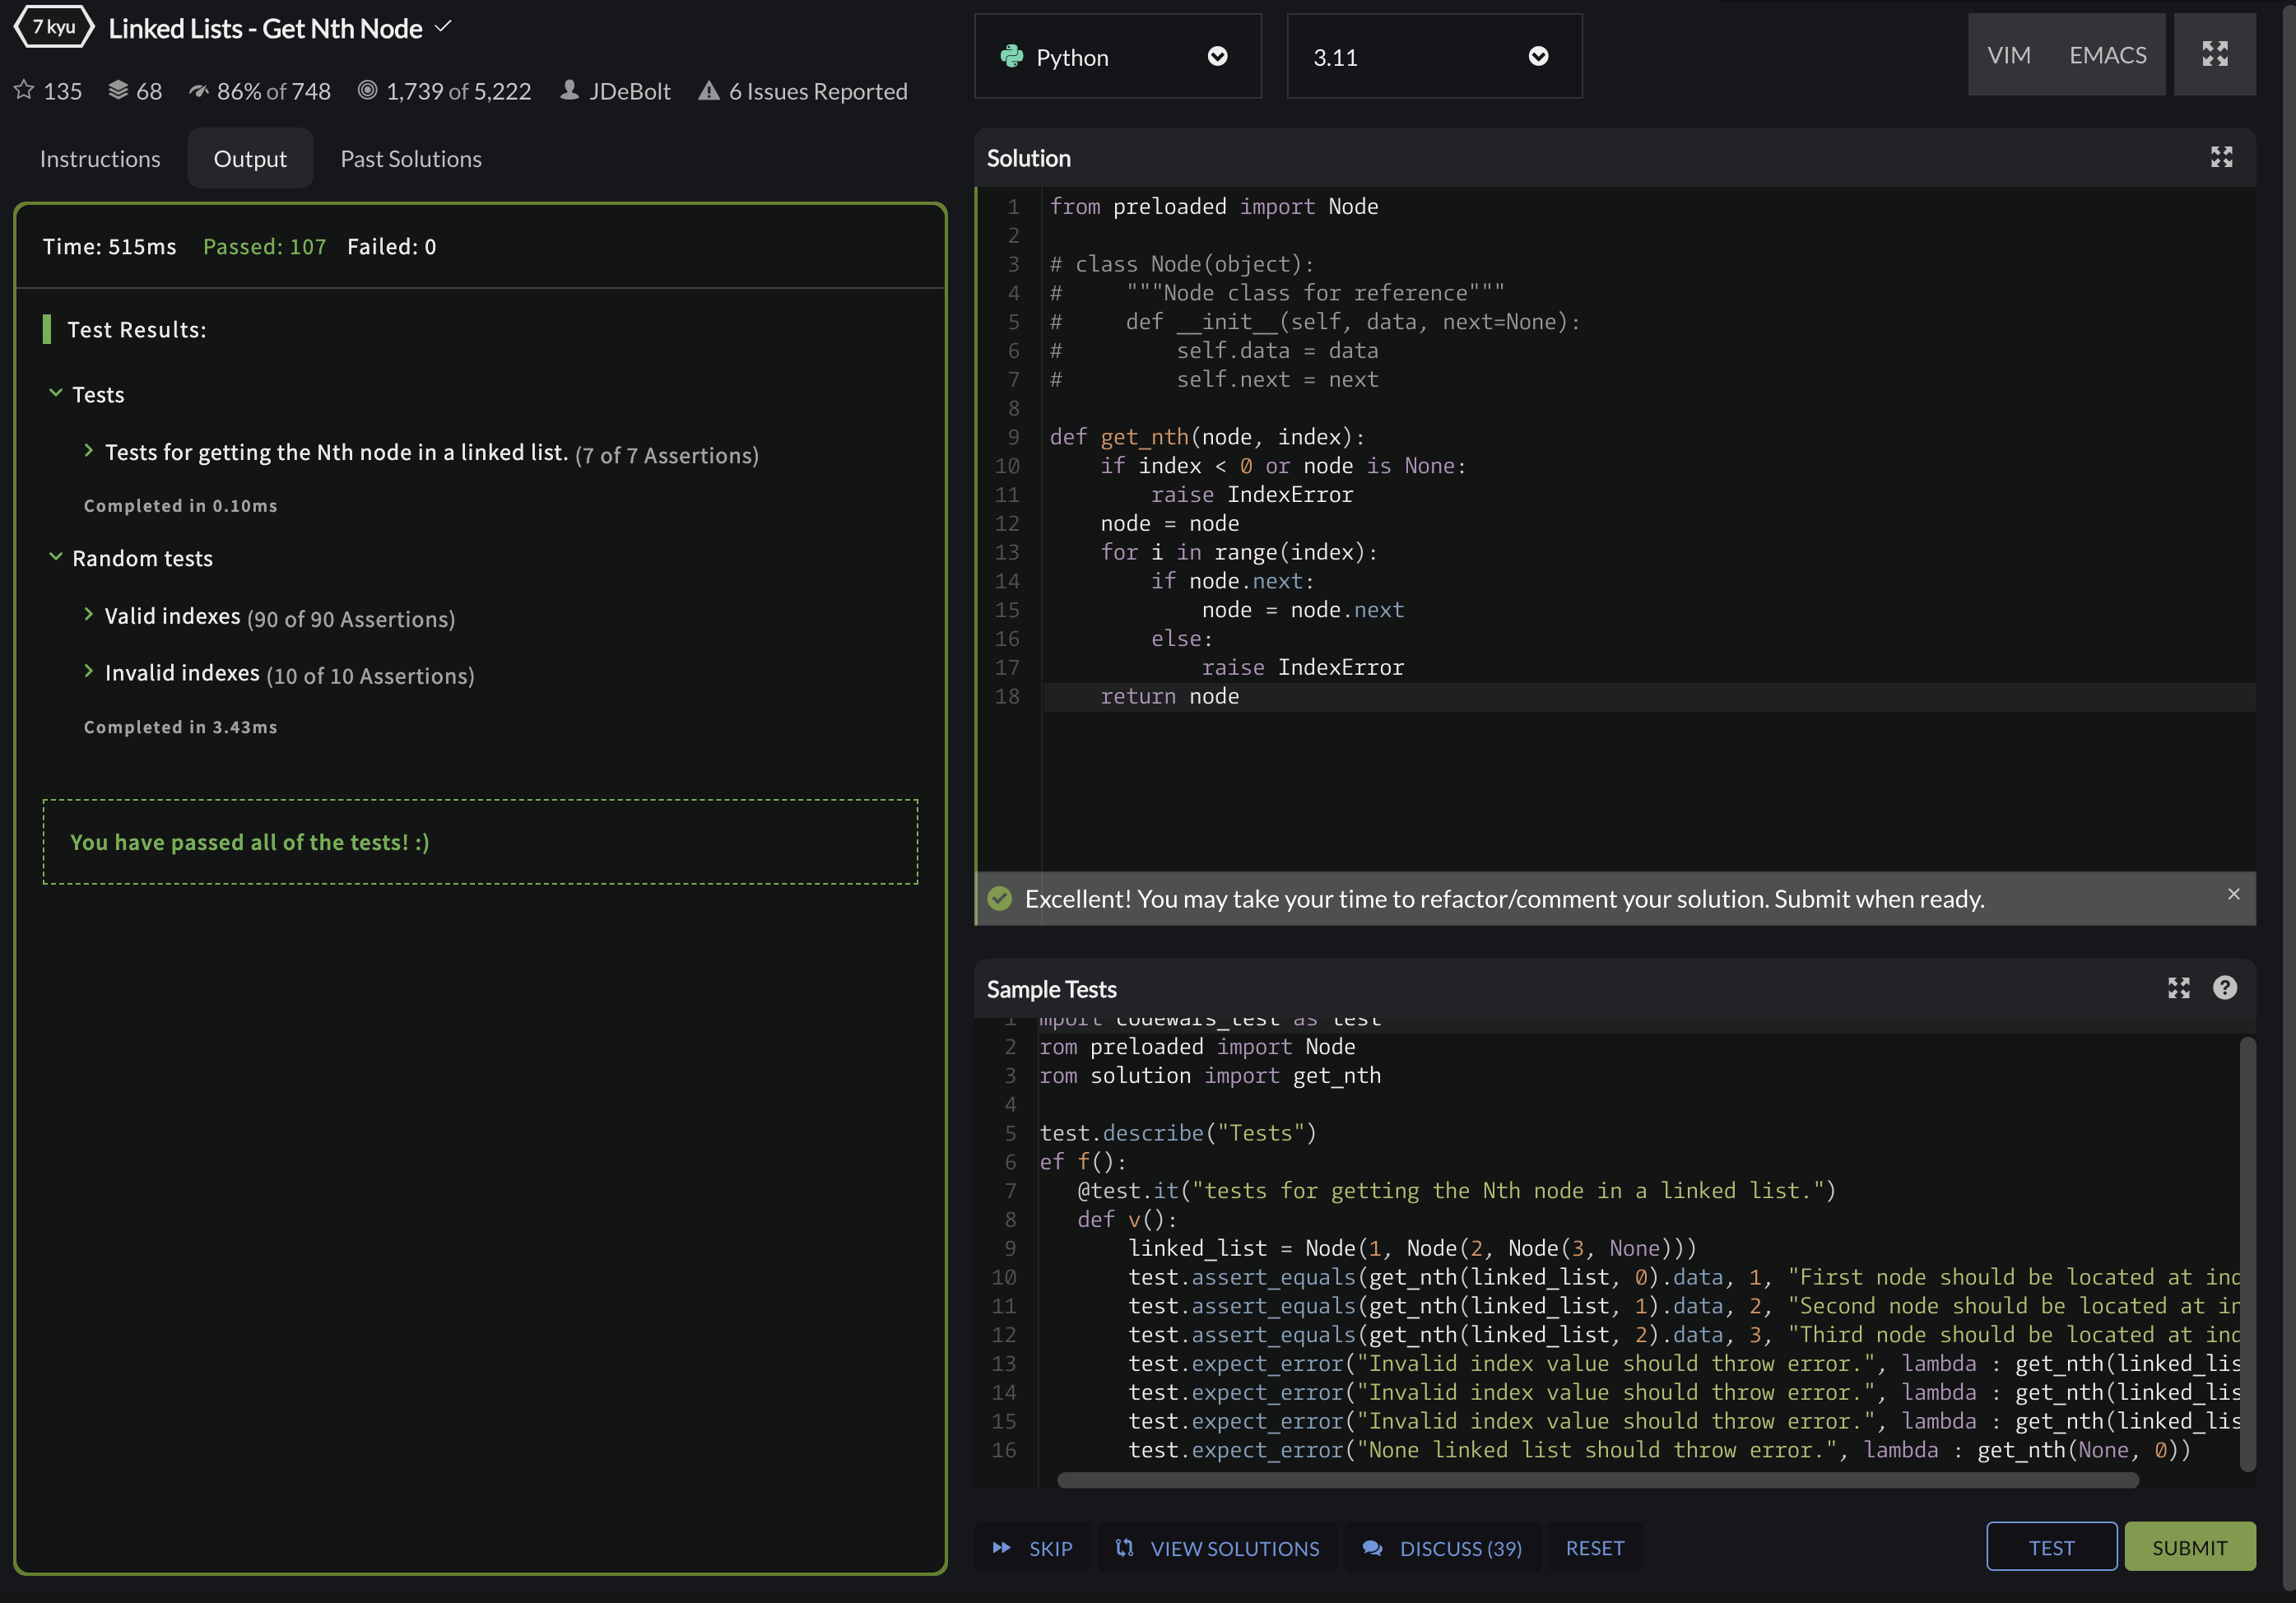 7 kyu Linked Lists - Get Nth Node
135 68 86% of 748 1,739 of 5,222 JDeBolt 6 Issues Reported
Instructions Output Past Solutions
Time: 515ms Passed: 107 Failed: 0
Test Results:
Tests
Tests for getting the Nth node in a linked list. (7 of 7 Assertions)
Completed in 0.10ms
Random tests
Valid indexes (90 of 90 Assertions)
Invalid indexes (10 of 10 Assertions)
Completed in 3.43ms
You have passed all of the tests! :)
Python 3.11 VIM EMACS
Solution
1 from preloaded import Node
2
3 # class Node(object):
4 #     """Node class for reference"""
5 #     def __init__(self, data, next=None):
6 #         self.data = data
7 #         self.next = next
8
9 def get_nth(node, index):
10     if index < 0 or node is None:
11         raise IndexError
12     node = node
13     for i in range(index):
14         if node.next:
15             node = node.next
16         else:
17             raise IndexError
18     return node
Excellent! You may take your time to refactor/comment your solution. Submit when ready.
Sample Tests
1 mport codewars_test as test
2 rom preloaded import Node
3 rom solution import get_nth
4
5 test.describe("Tests")
6 ef f():
7    @test.it("tests for getting the Nth node in a linked list.")
8    def v():
9        linked_list = Node(1, Node(2, Node(3, None)))
10        test.assert_equals(get_nth(linked_list, 0).data, 1, "First node should be located at ind
11        test.assert_equals(get_nth(linked_list, 1).data, 2, "Second node should be located at in
12        test.assert_equals(get_nth(linked_list, 2).data, 3, "Third node should be located at ind
13        test.expect_error("Invalid index value should throw error.", lambda : get_nth(linked_lis
14        test.expect_error("Invalid index value should throw error.", lambda : get_nth(linked_lis
15        test.expect_error("Invalid index value should throw error.", lambda : get_nth(linked_lis
16        test.expect_error("None linked list should throw error.", lambda : get_nth(None, 0))
SKIP VIEW SOLUTIONS DISCUSS (39) RESET TEST SUBMIT